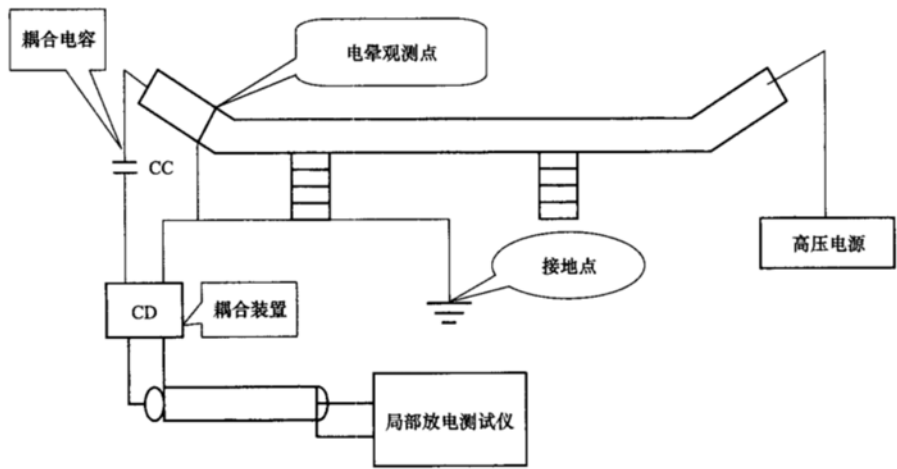 耦合电容
电晕观测点
CC
高压电源
接地点
CD
耦合装置
局部放电测试仪